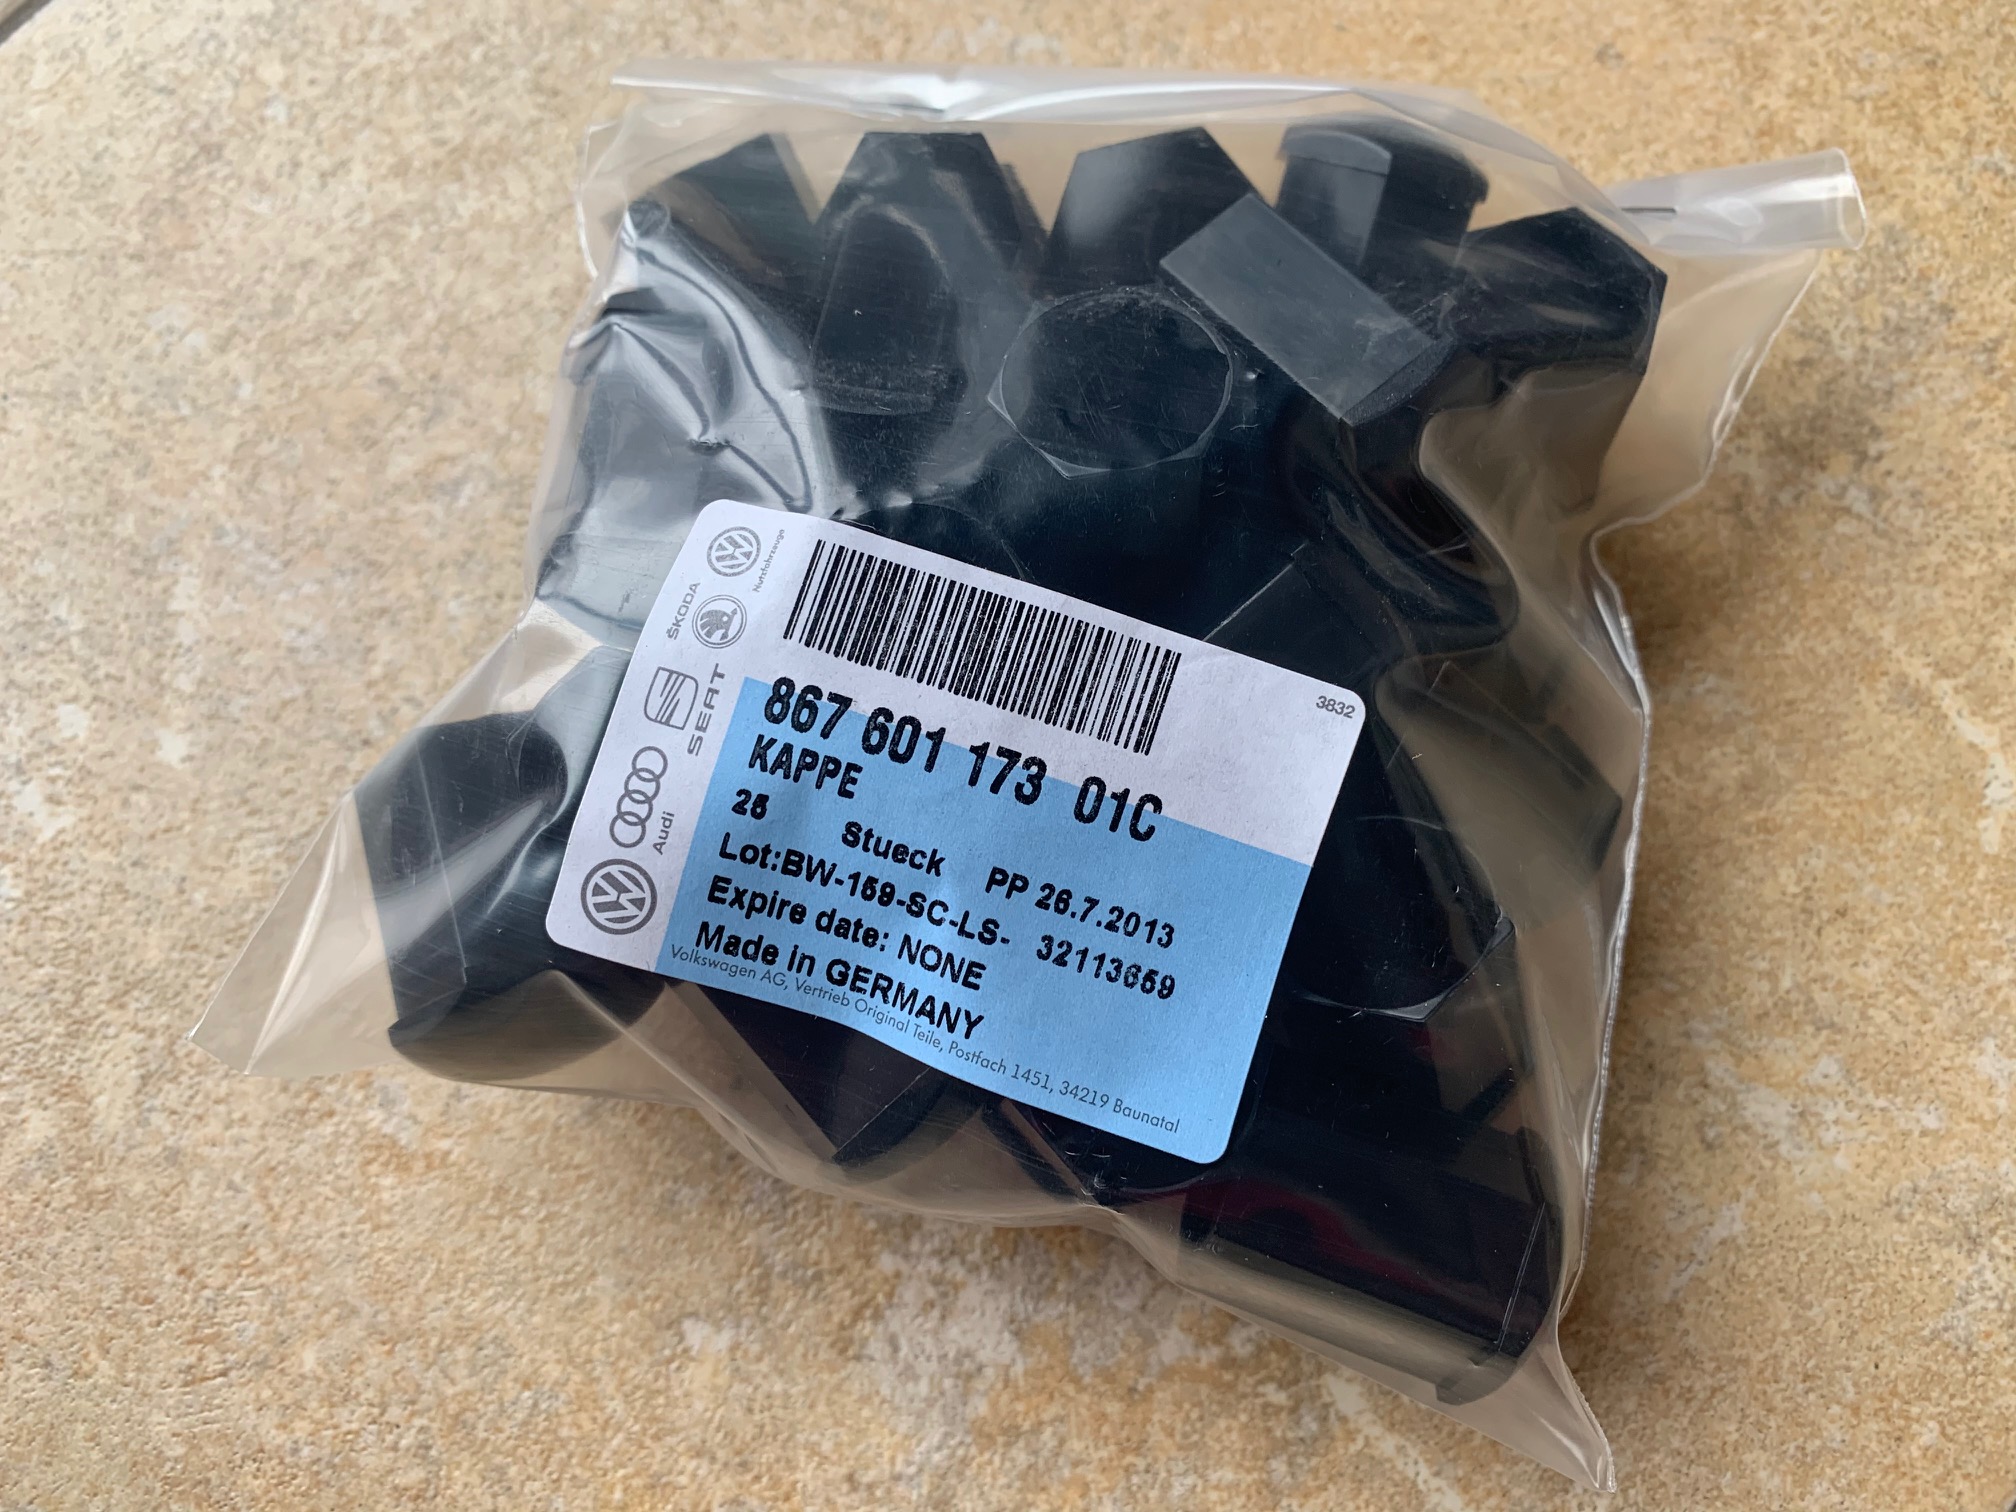 3832
867 601 173 01C
KAPPE
25 Stueck PP 26.7.2013
Lot:BW-159-SC-LS- 32113659
Expire date: NONE
Made in GERMANY
Volkswagen AG, Vertrieb Original Teile, Postfach 1451, 34219 Baunatal
Nutzfahrzeuge
ŠKODA
SEAT
Audi